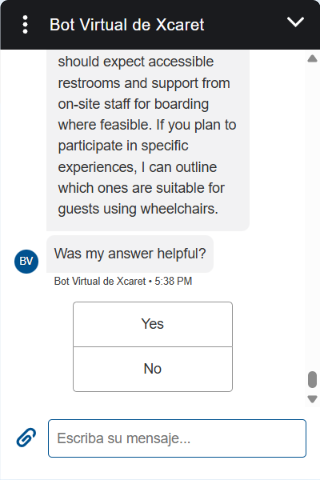 Bot Virtual de Xcaret
should expect accessible
restrooms and support from
on-site staff for boarding
where feasible. If you plan to
participate in specific
experiences, I can outline
which ones are suitable for
guests using wheelchairs.
Was my answer helpful?
BV
Bot Virtual de Xcaret • 5:38 PM
Yes
No
Escriba su mensaje...